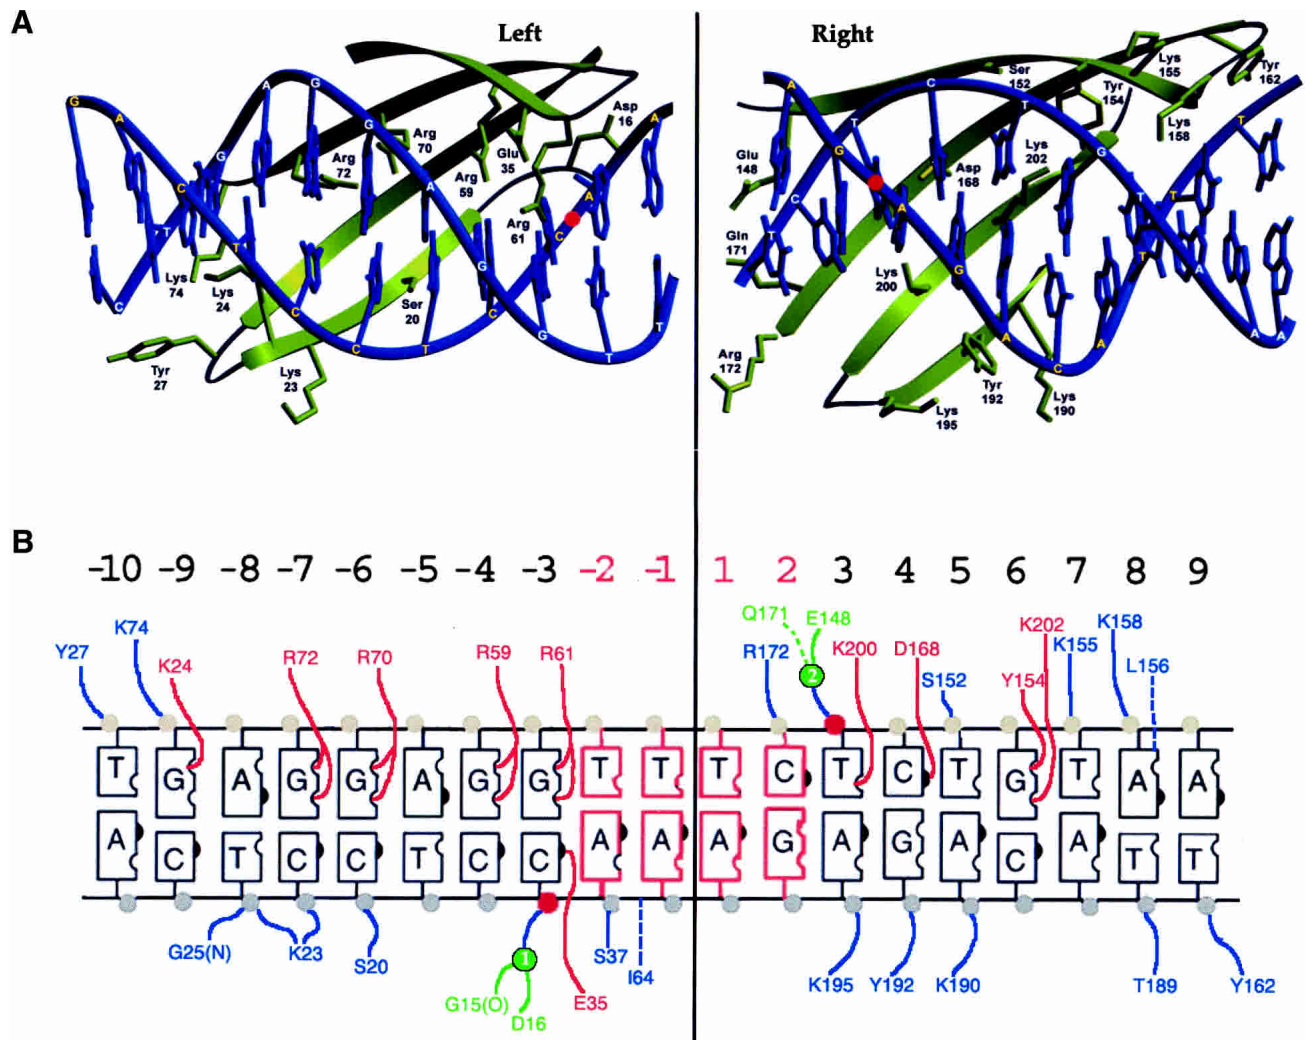 A
Left
Right
G
A
C
T
T
C
G
A
G
G
A
G
G
T
T
C
C
T
C
C
A
A
Arg
72
Arg
70
Arg
59
Glu
35
Asp
16
Arg
61
Lys
74
Lys
24
Ser
20
Tyr
27
Lys
23
A
G
T
C
T
C
T
G
T
A
A
A
A
G
A
C
A
T
T
T
Ser
152
Lys
155
Tyr
162
Tyr
154
Lys
158
Glu
148
Asp
168
Lys
202
Gln
171
Lys
200
Arg
172
Lys
195
Tyr
192
Lys
190
B
-10 -9 -8 -7 -6 -5 -4 -3 -2 -1 1 2 3 4 5 6 7 8 9
Q171 E148
Y27 K74 K24 R72 R70 R59 R61 R172 K200 D168 S152 Y154 K202 K155 K158 L156
2
T G A G G A G G T T T C T C T G T A A
A C T C C T C C A A A G A G A C A T T
G25(N) K23 S20 S37 I64 K195 Y192 K190 T189 Y162
1
G15(O) D16 E35